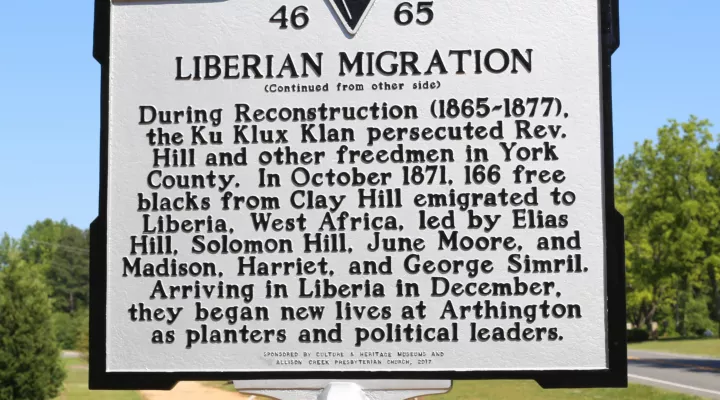 46 65
LIBERIAN MIGRATION
(Continued from other side)
During Reconstruction (1865-1877),
the Ku Klux Klan persecuted Rev.
Hill and other freedmen in York
County. In October 1871, 166 free
blacks from Clay Hill emigrated to
Liberia, West Africa, led by Elias
Hill, Solomon Hill, June Moore, and
Madison, Harriet, and George Simril.
Arriving in Liberia in December,
they began new lives at Arthington
as planters and political leaders.
SPONSORED BY CULTURE & HERITAGE MUSEUMS AND
ALLISON CREEK PRESBYTERIAN CHURCH, 2017